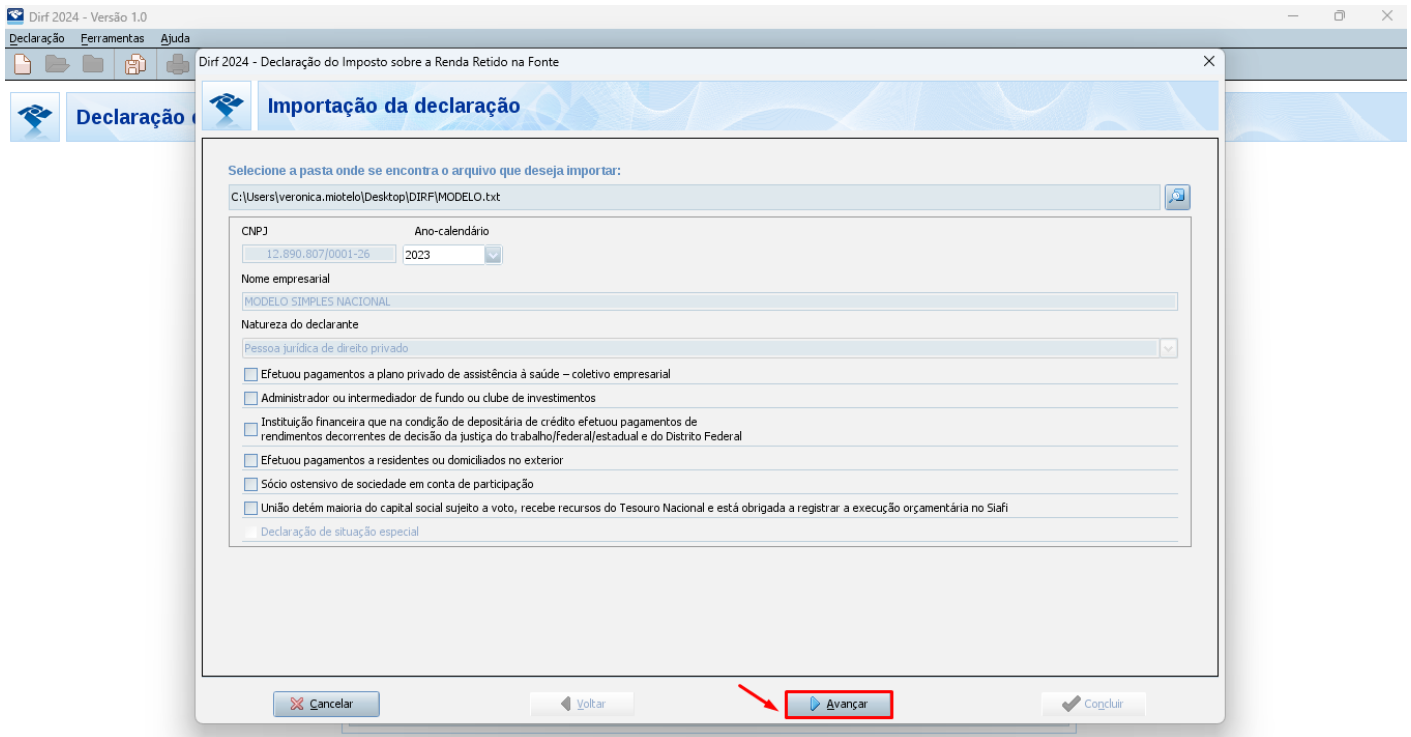 Dirf 2024 - Versão 1.0
Declaração Ferramentas Ajuda
Dirf 2024 - Declaração do Imposto sobre a Renda Retido na Fonte
Declaração
Importação da declaração
Selecione a pasta onde se encontra o arquivo que deseja importar:
C:\Users\veronica.miotelo\Desktop\DIRF\MODELO.txt
CNPJ Ano-calendário
12.890.807/0001-26 2023
Nome empresarial
MODELO SIMPLES NACIONAL
Natureza do declarante
Pessoa jurídica de direito privado
Efetuou pagamentos a plano privado de assistência à saúde – coletivo empresarial
Administrador ou intermediador de fundo ou clube de investimentos
Instituição financeira que na condição de depositária de crédito efetuou pagamentos de
rendimentos decorrentes de decisão da justiça do trabalho/federal/estadual e do Distrito Federal
Efetuou pagamentos a residentes ou domiciliados no exterior
Sócio ostensivo de sociedade em conta de participação
União detém maioria do capital social sujeito a voto, recebe recursos do Tesouro Nacional e está obrigada a registrar a execução orçamentária no Siafi
Declaração de situação especial
Cancelar Voltar Avançar Concluir